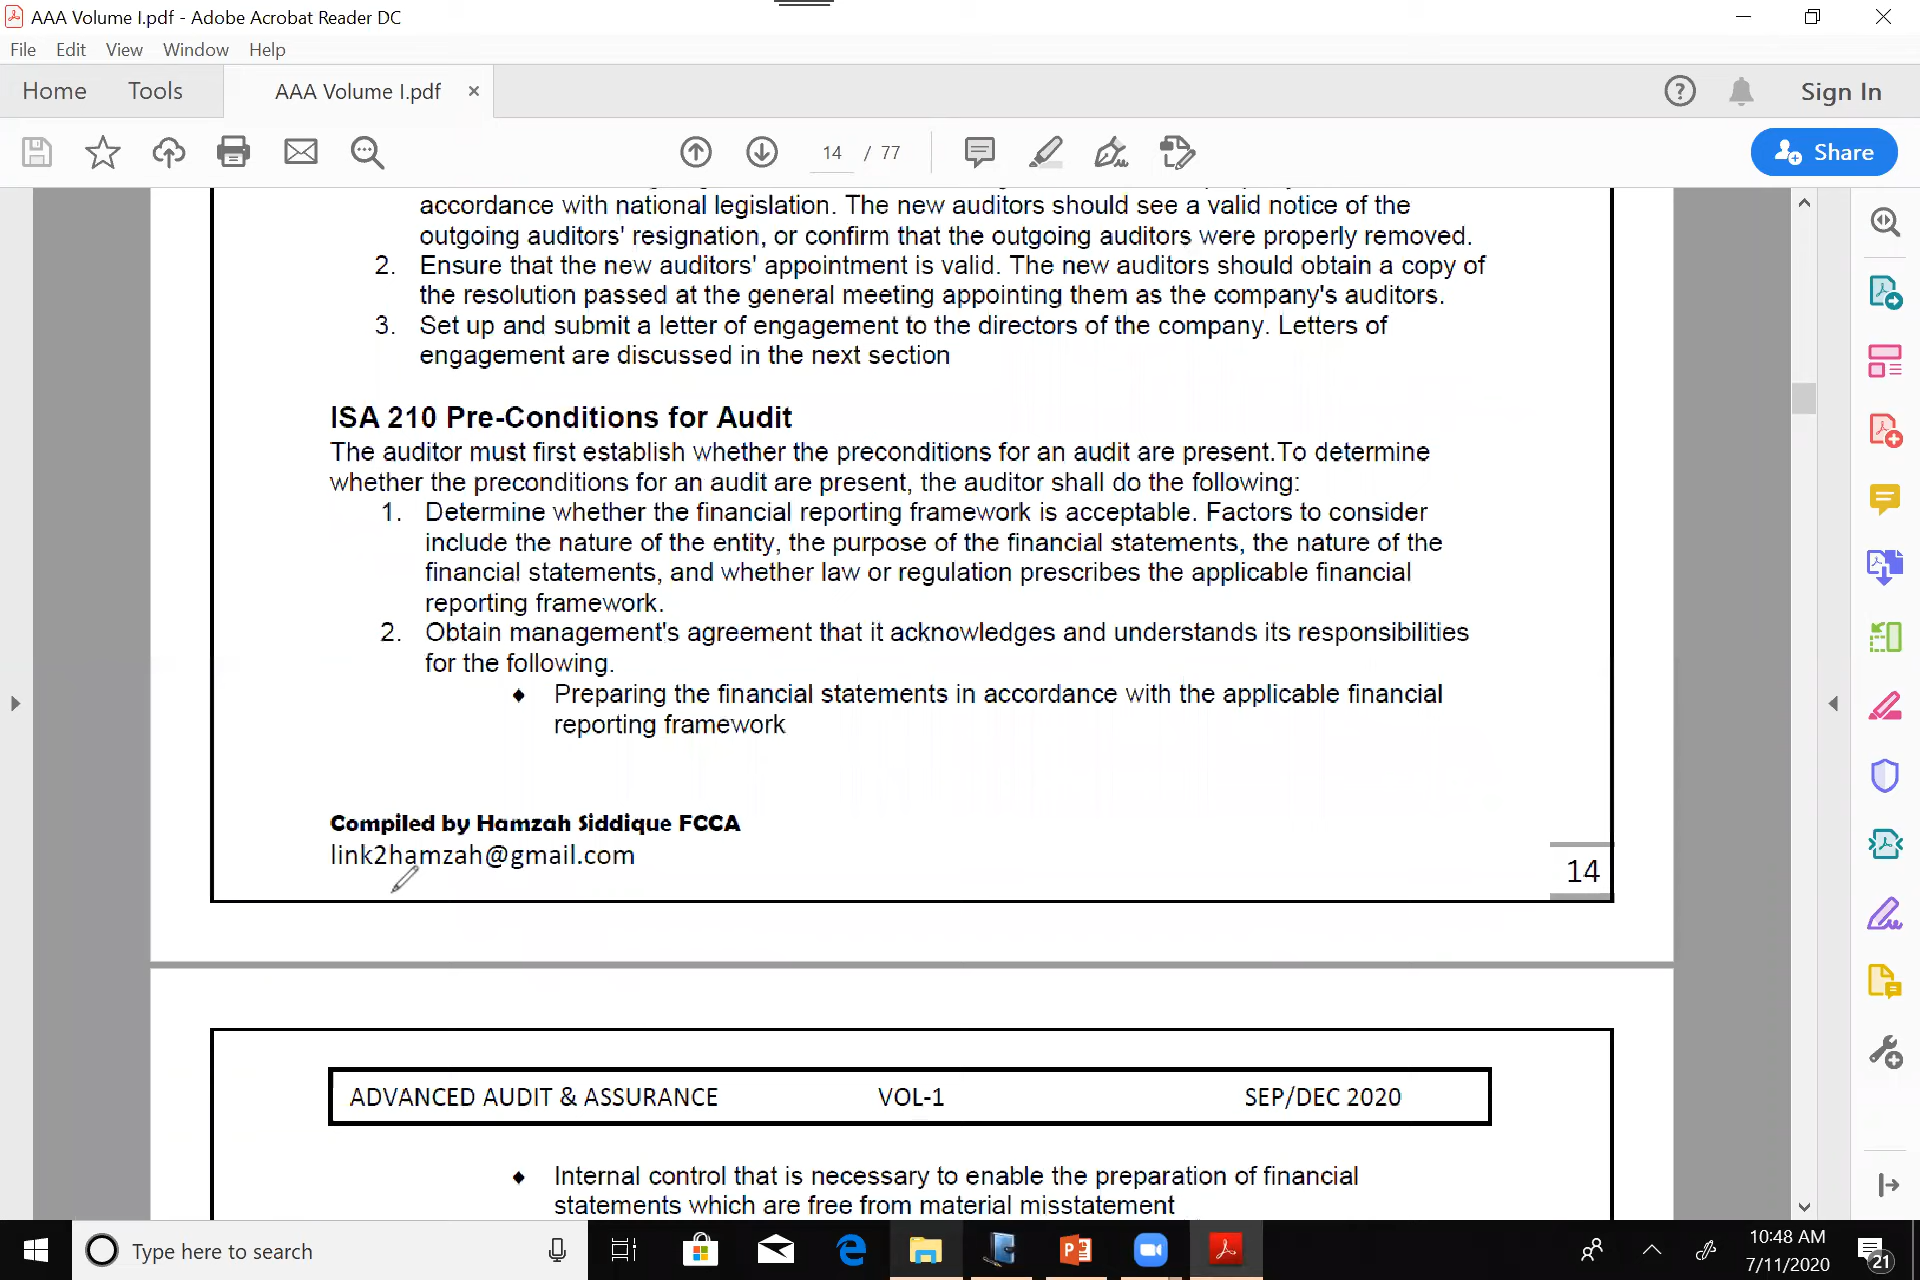 AAA Volume I.pdf - Adobe Acrobat Reader DC
File Edit View Window Help
Home Tools AAA Volume I.pdf × ? Sign In
14 / 77 Share
accordance with national legislation. The new auditors should see a valid notice of the
outgoing auditors' resignation, or confirm that the outgoing auditors were properly removed.
2. Ensure that the new auditors' appointment is valid. The new auditors should obtain a copy of
the resolution passed at the general meeting appointing them as the company's auditors.
3. Set up and submit a letter of engagement to the directors of the company. Letters of
engagement are discussed in the next section
ISA 210 Pre-Conditions for Audit
The auditor must first establish whether the preconditions for an audit are present.To determine
whether the preconditions for an audit are present, the auditor shall do the following:
1. Determine whether the financial reporting framework is acceptable. Factors to consider
include the nature of the entity, the purpose of the financial statements, the nature of the
financial statements, and whether law or regulation prescribes the applicable financial
reporting framework.
2. Obtain management's agreement that it acknowledges and understands its responsibilities
for the following.
♦ Preparing the financial statements in accordance with the applicable financial
reporting framework
Compiled by Hamzah Siddique FCCA
link2hamzah@gmail.com
14
ADVANCED AUDIT & ASSURANCE VOL-1 SEP/DEC 2020
♦ Internal control that is necessary to enable the preparation of financial
statements which are free from material misstatement
Type here to search
10:48 AM
7/11/2020
21